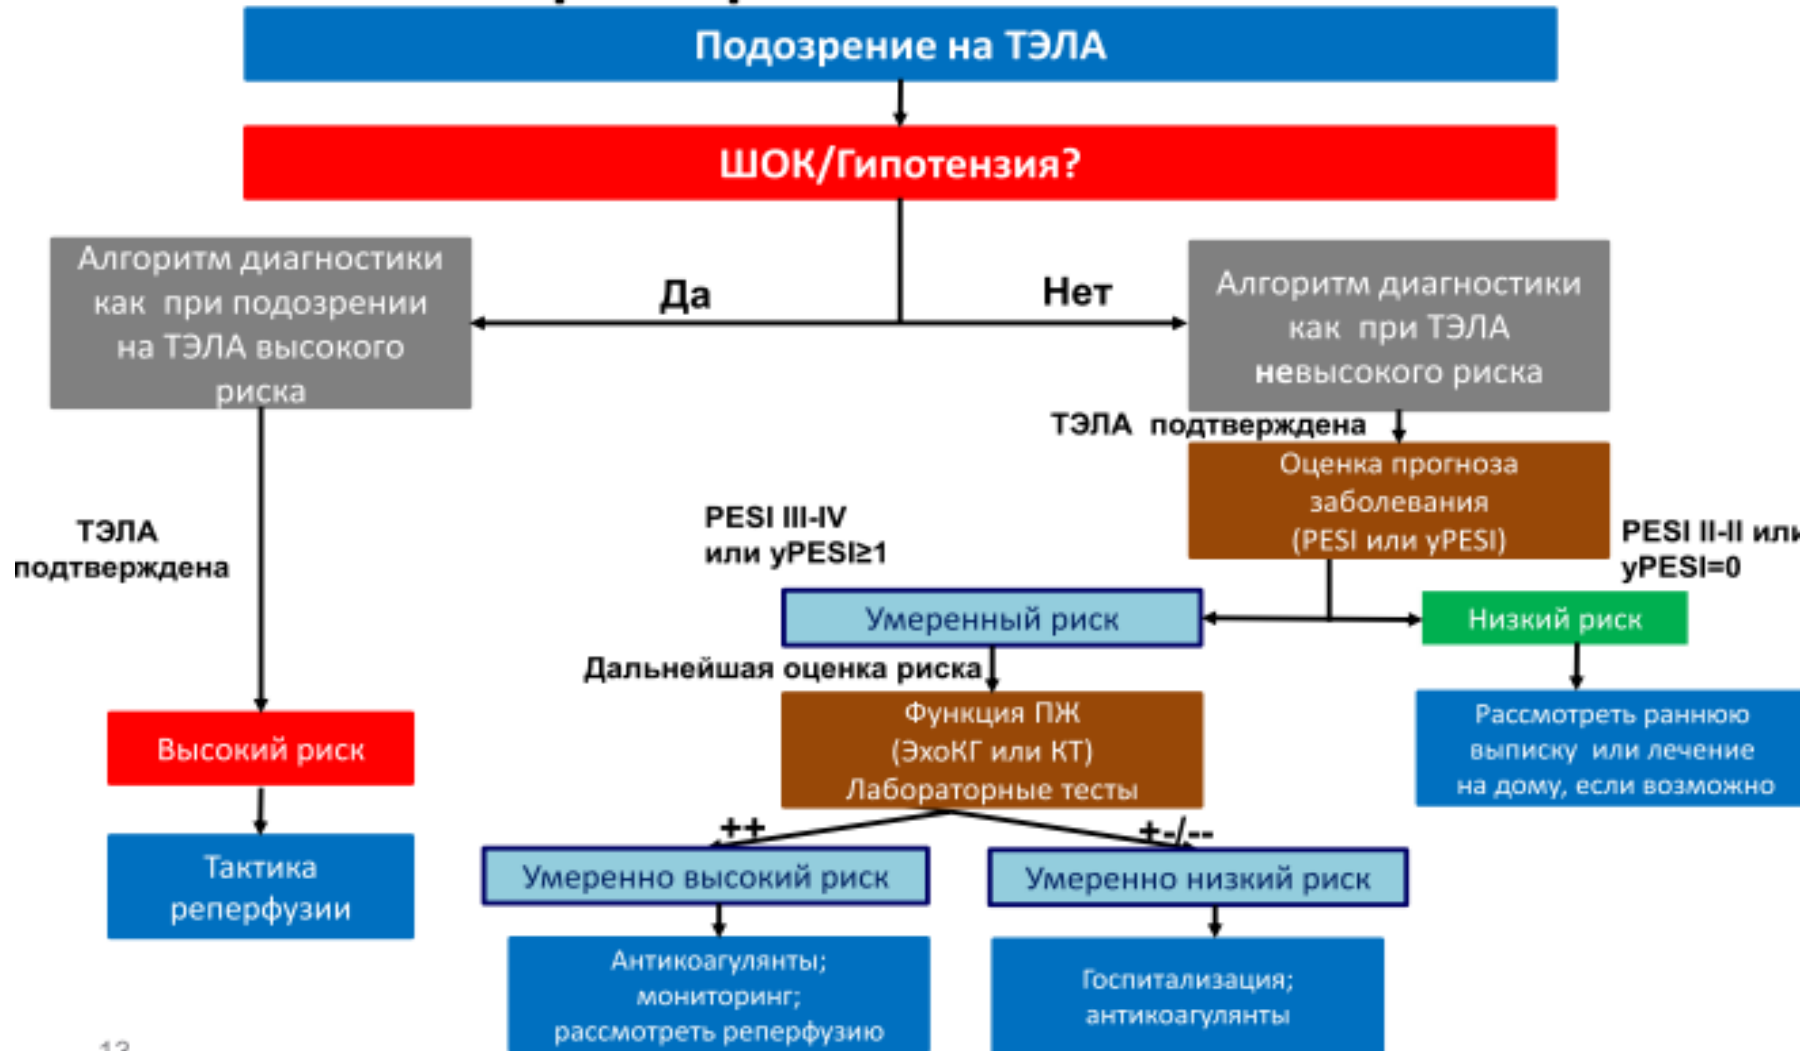 Подозрение на ТЭЛА
ШОК/Гипотензия?
Алгоритм диагностики
как при подозрении
на ТЭЛА высокого
риска
Да
Нет
Алгоритм диагностики
как при ТЭЛА
невысокого риска
ТЭЛА подтверждена
Оценка прогноза
заболевания
(PESI или yPESI)
ТЭЛА
подтверждена
PESI III-IV
или yPESI≥1
PESI II-II или
yPESI=0
Умеренный риск
Низкий риск
Дальнейшая оценка риска
Функция ПЖ
(ЭхоКГ или КТ)
Лабораторные тесты
Рассмотреть раннюю
выписку или лечение
на дому, если возможно
Высокий риск
Тактика
реперфузии
++
+-/--
Умеренно высокий риск
Умеренно низкий риск
Антикоагулянты;
мониторинг;
рассмотреть реперфузию
Госпитализация;
антикоагулянты